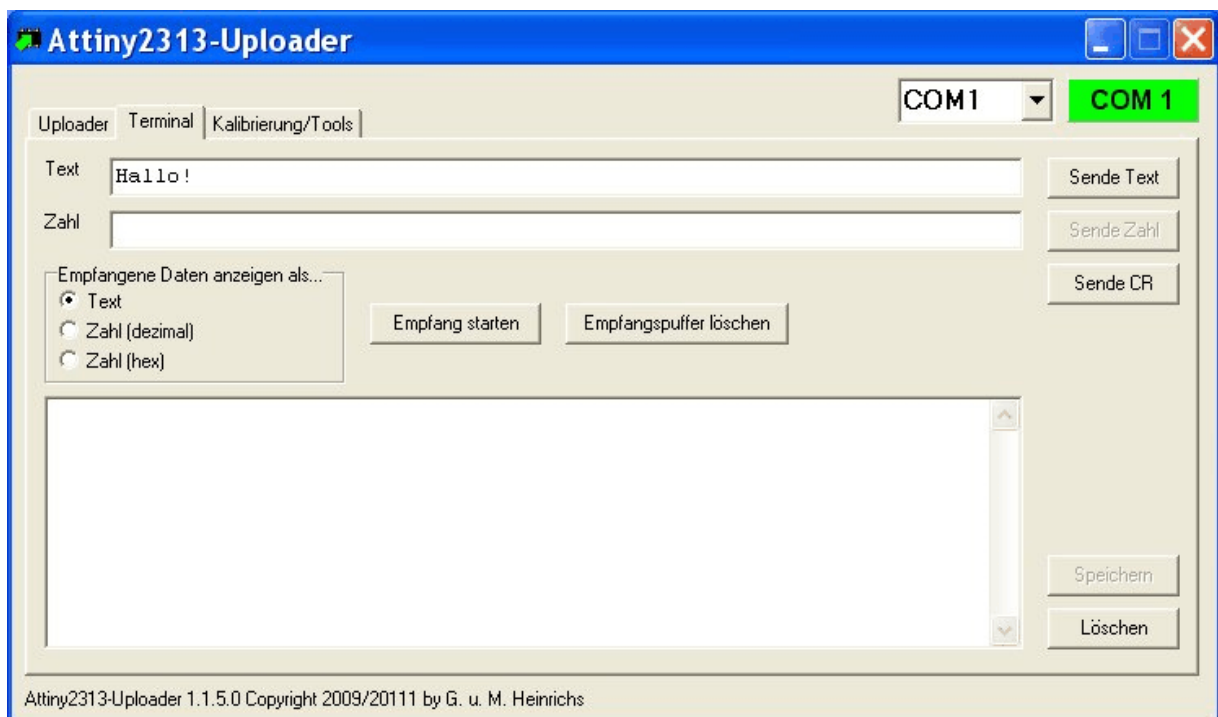 Attiny2313-Uploader
COM1
COM 1
Uploader Terminal Kalibrierung/Tools
Text Hallo! Sende Text
Zahl Sende Zahl
Empfangene Daten anzeigen als... Sende CR
Text
Zahl (dezimal) Empfang starten Empfangspuffer löschen
Zahl (hex)
Speichern
Löschen
Attiny2313-Uploader 1.1.5.0 Copyright 2009/20111 by G. u. M. Heinrichs